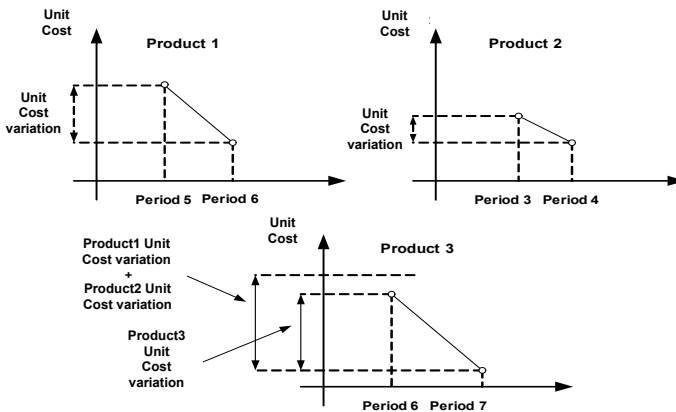 Unit
Cost
Product 1
Unit
Cost
variation
Period 5 Period 6
Unit
Cost
Product 2
Unit
Cost
variation
Period 3 Period 4
Unit
Cost
Product 3
Product1 Unit
Cost variation
+
Product2 Unit
Cost variation
Product3
Unit
Cost
variation
Period 6 Period 7